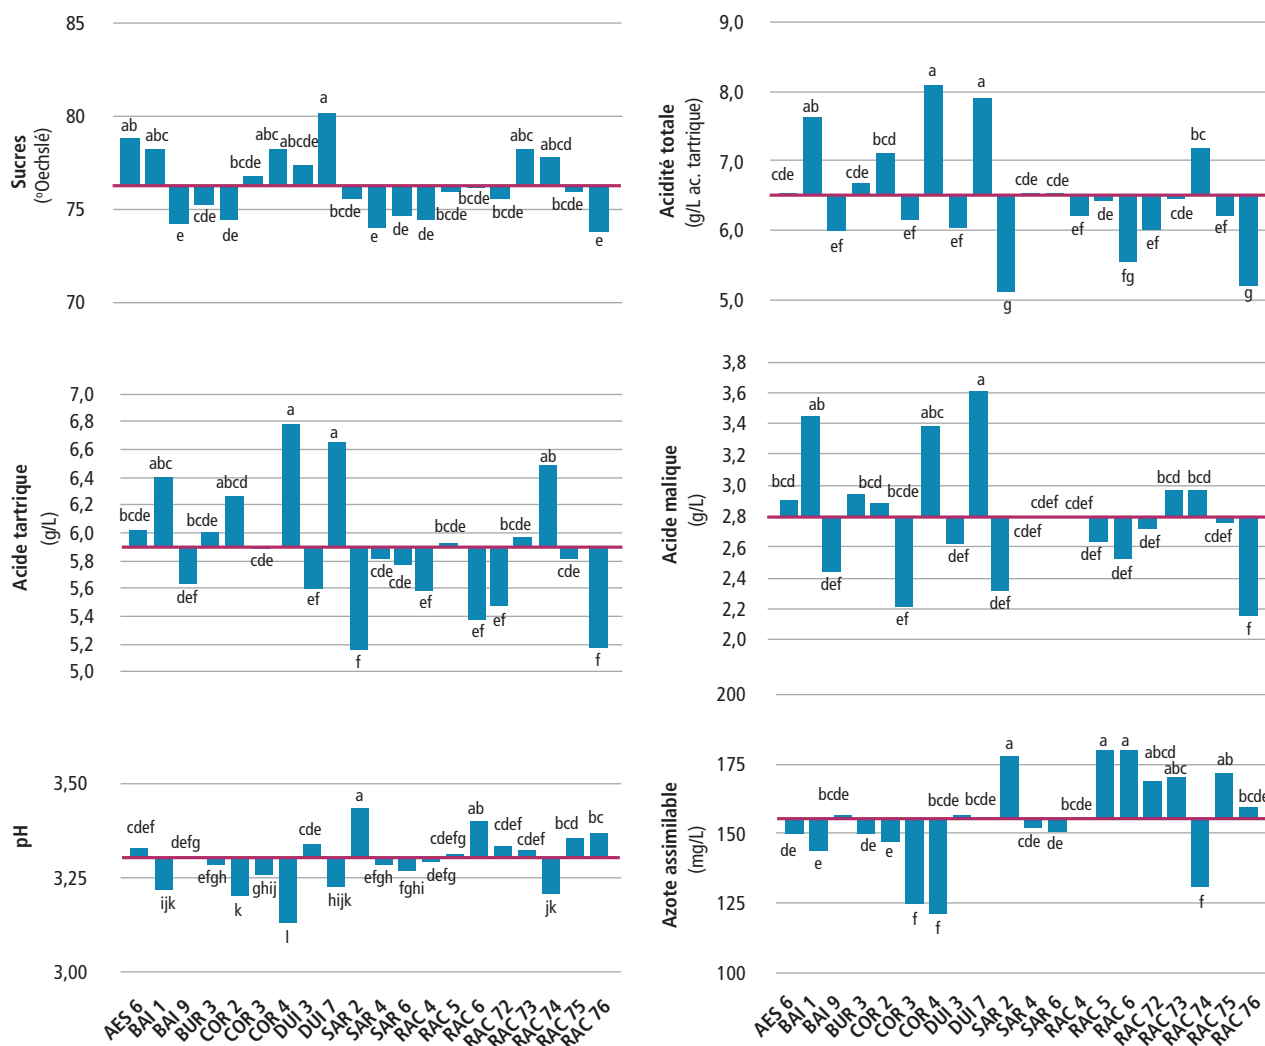 Sucres
(ºOechslé)
85
80
75
70
ab
abc
e
cde
de
bcde
abc
abcde
a
bcde
e
de
de
bcde
bcde
bcde
abc
abcd
bcde
e
Acidité totale
(g/L ac. tartrique)
9,0
8,0
7,0
6,0
5,0
cde
ab
ef
cde
bcd
ef
a
ef
a
g
cde
cde
ef
de
fg
ef
cde
bc
ef
g
Acide tartrique
(g/L)
7,0
6,8
6,6
6,4
6,2
6,0
5,8
5,6
5,4
5,2
5,0
bcde
abc
def
bcde
abcd
cde
a
ef
a
f
cde
cde
ef
bcde
ef
ef
bcde
ab
cde
f
Acide malique
(g/L)
3,8
3,6
3,4
3,2
3,0
2,8
2,6
2,4
2,2
2,0
bcd
ab
def
bcd
bcde
ef
abc
def
a
def
cdef
cdef
cdef
def
def
def
bcd
bcd
cdef
f
pH
3,50
3,25
3,00
cdef
ijk
defg
efgh
k
ghij
l
cde
hijk
a
efgh
fghi
defg
cdefg
ab
cdef
cdef
jk
bcd
bc
AES 6
BAI 1
BAI 9
BUR 3
COR 2
COR 3
COR 4
DUI 3
DUI 7
SAR 2
SAR 4
SAR 6
RAC 4
RAC 5
RAC 6
RAC 72
RAC 73
RAC 74
RAC 75
RAC 76
Azote assimilable
(mg/L)
200
175
150
125
100
de
e
bcde
de
e
f
f
bcde
bcde
a
cde
de
bcde
a
a
abcd
abc
f
ab
bcde
AES 6
BAI 1
BAI 9
BUR 3
COR 2
COR 3
COR 4
DUI 3
DUI 7
SAR 2
SAR 4
SAR 6
RAC 4
RAC 5
RAC 6
RAC 72
RAC 73
RAC 74
RAC 75
RAC 76